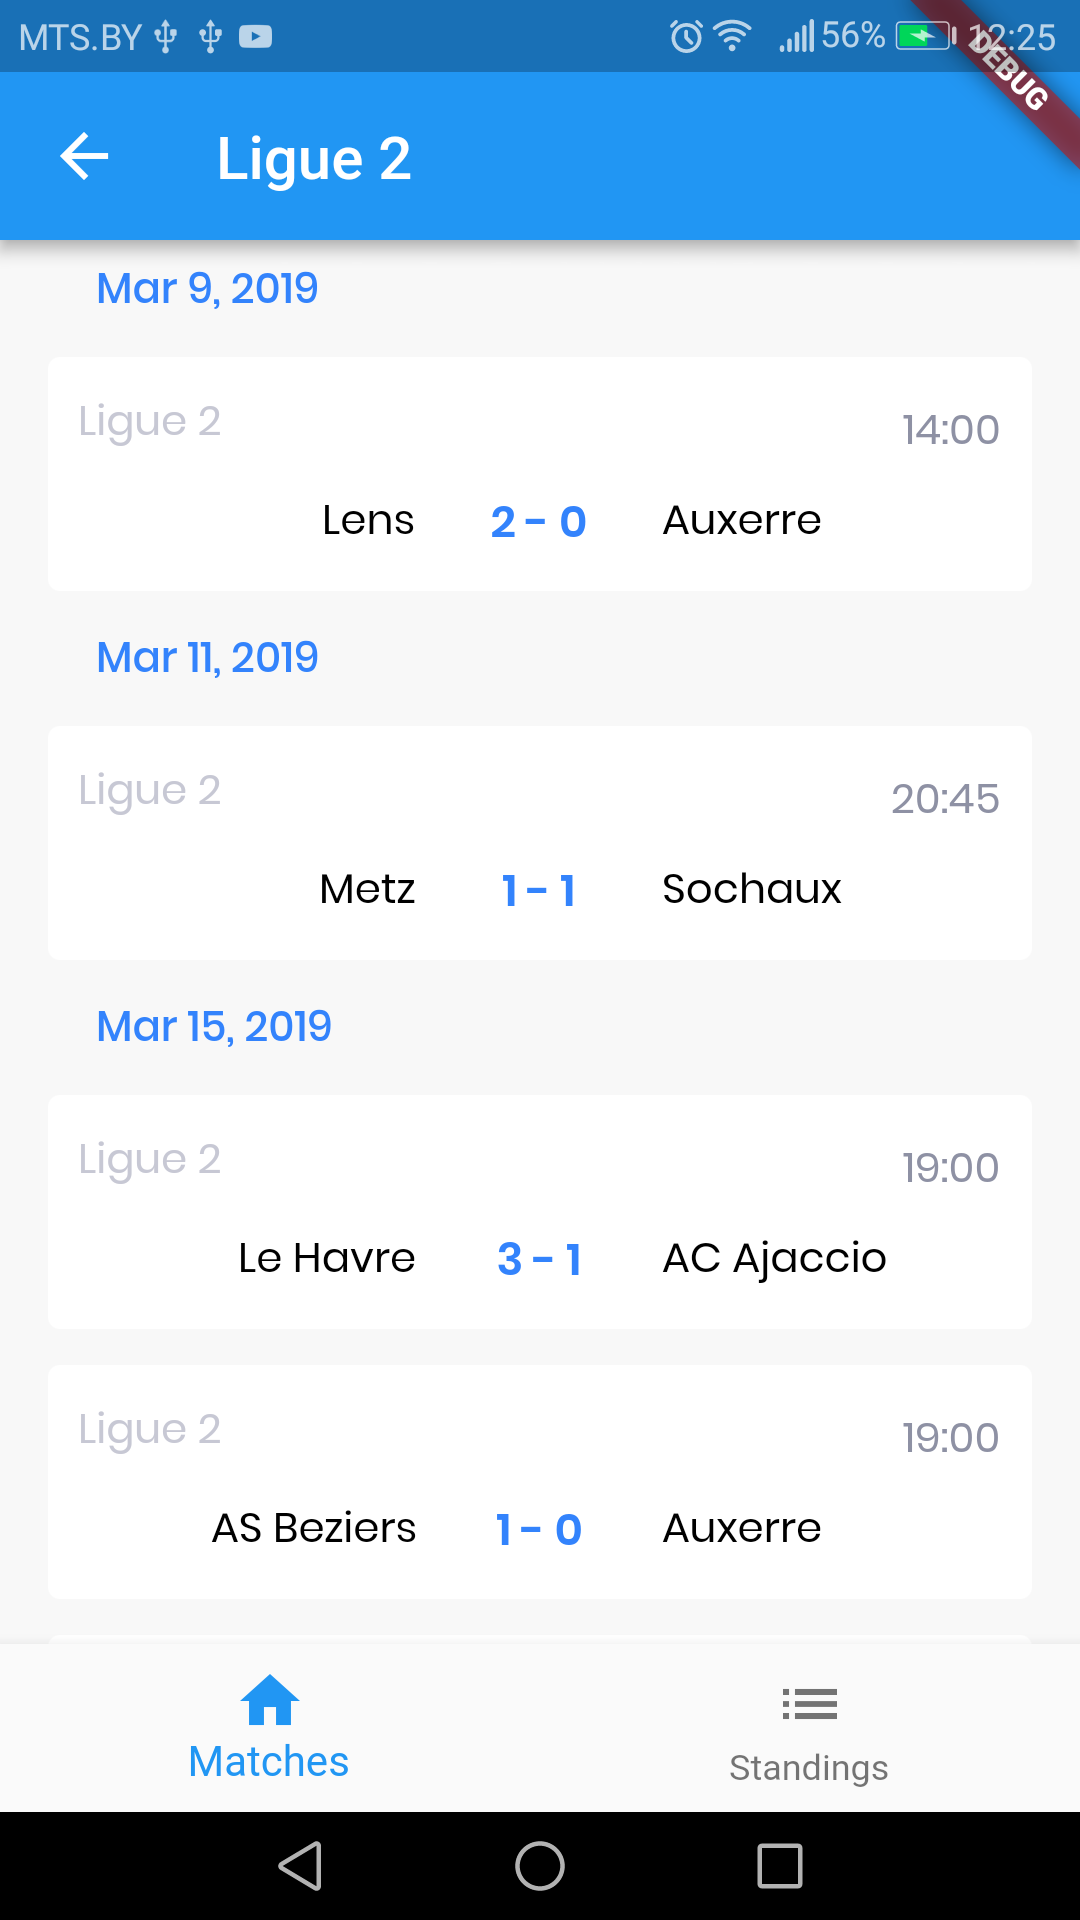 MTS.BY 56% 12:25
DEBUG
Ligue 2
Mar 9, 2019
Ligue 2 14:00
Lens 2 - 0 Auxerre
Mar 11, 2019
Ligue 2 20:45
Metz 1 - 1 Sochaux
Mar 15, 2019
Ligue 2 19:00
Le Havre 3 - 1 AC Ajaccio
Ligue 2 19:00
AS Beziers 1 - 0 Auxerre
Matches Standings